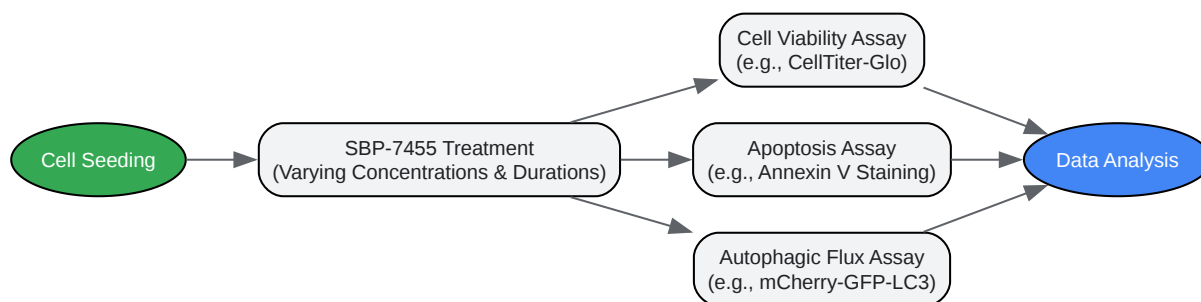 Cell Seeding
SBP-7455 Treatment
(Varying Concentrations & Durations)
Cell Viability Assay
(e.g., CellTiter-Glo)
Apoptosis Assay
(e.g., Annexin V Staining)
Autophagic Flux Assay
(e.g., mCherry-GFP-LC3)
Data Analysis